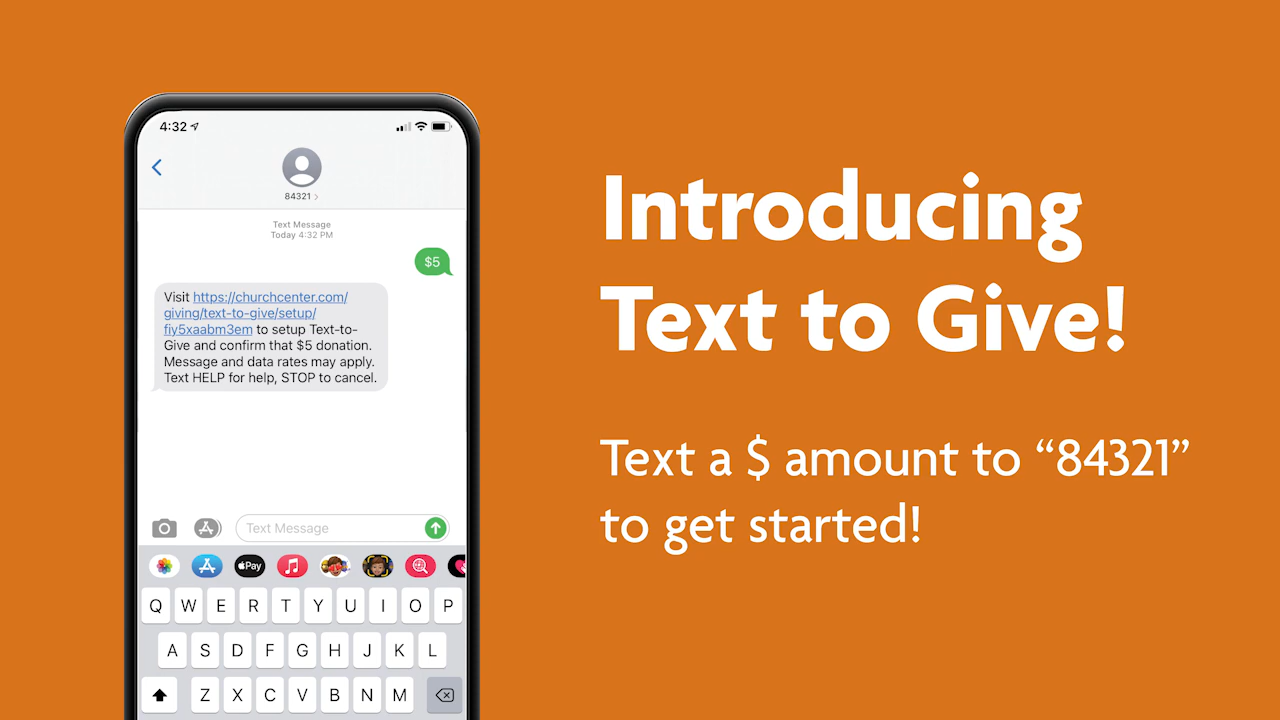 4:32
84321
Text Message
Today 4:32 PM
$5
Visit https://churchcenter.com/
giving/text-to-give/setup/
fiy5xaabm3em to setup Text-to-
Give and confirm that $5 donation.
Message and data rates may apply.
Text HELP for help, STOP to cancel.
Text Message
Pay
Q W E R T Y U I O P
A S D F G H J K L
Z X C V B N M
Introducing
Text to Give!
Text a $ amount to “84321”
to get started!